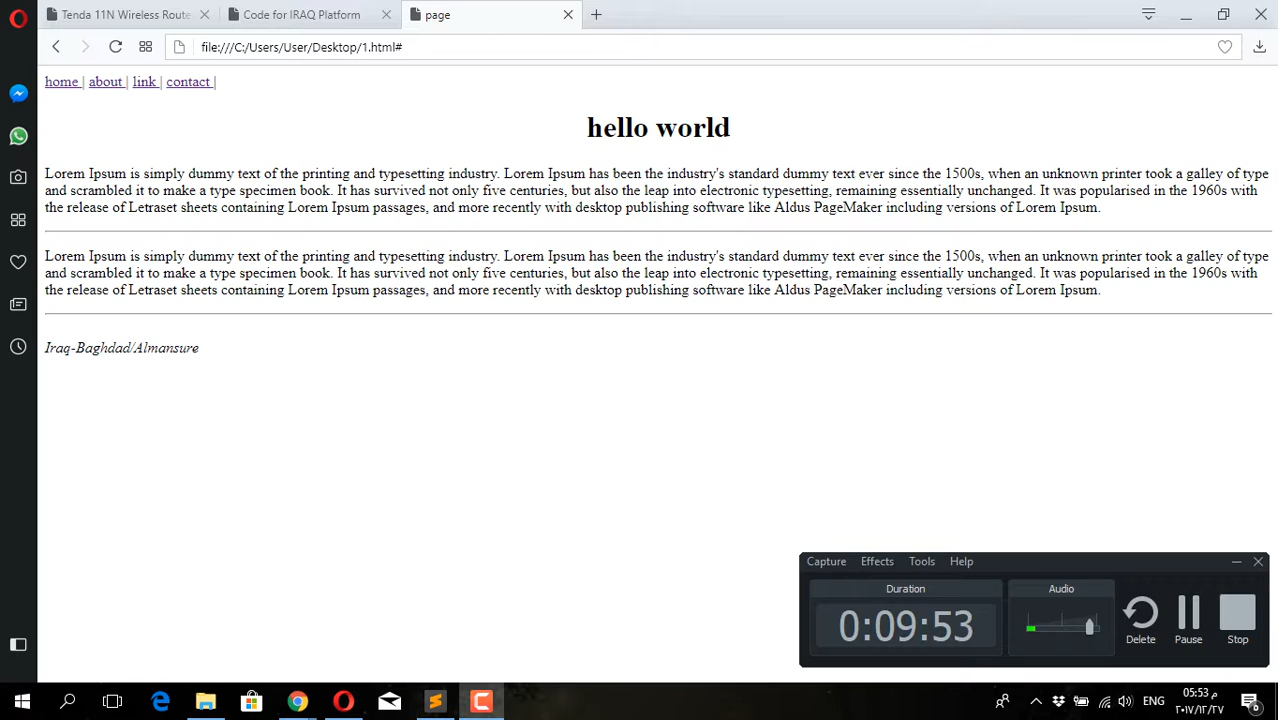 Tenda 11N Wireless Route
Code for IRAQ Platform
page
file:///C:/Users/User/Desktop/1.html#
home | about | link | contact |
hello world
Lorem Ipsum is simply dummy text of the printing and typesetting industry. Lorem Ipsum has been the industry's standard dummy text ever since the 1500s, when an unknown printer took a galley of type
and scrambled it to make a type specimen book. It has survived not only five centuries, but also the leap into electronic typesetting, remaining essentially unchanged. It was popularised in the 1960s with
the release of Letraset sheets containing Lorem Ipsum passages, and more recently with desktop publishing software like Aldus PageMaker including versions of Lorem Ipsum.
Lorem Ipsum is simply dummy text of the printing and typesetting industry. Lorem Ipsum has been the industry's standard dummy text ever since the 1500s, when an unknown printer took a galley of type
and scrambled it to make a type specimen book. It has survived not only five centuries, but also the leap into electronic typesetting, remaining essentially unchanged. It was popularised in the 1960s with
the release of Letraset sheets containing Lorem Ipsum passages, and more recently with desktop publishing software like Aldus PageMaker including versions of Lorem Ipsum.
Iraq-Baghdad/Almansure
Capture Effects Tools Help
Duration Audio
0:09:53
Delete Pause Stop
ENG
05:53 م
٢٠١٧/١٢/٢٧